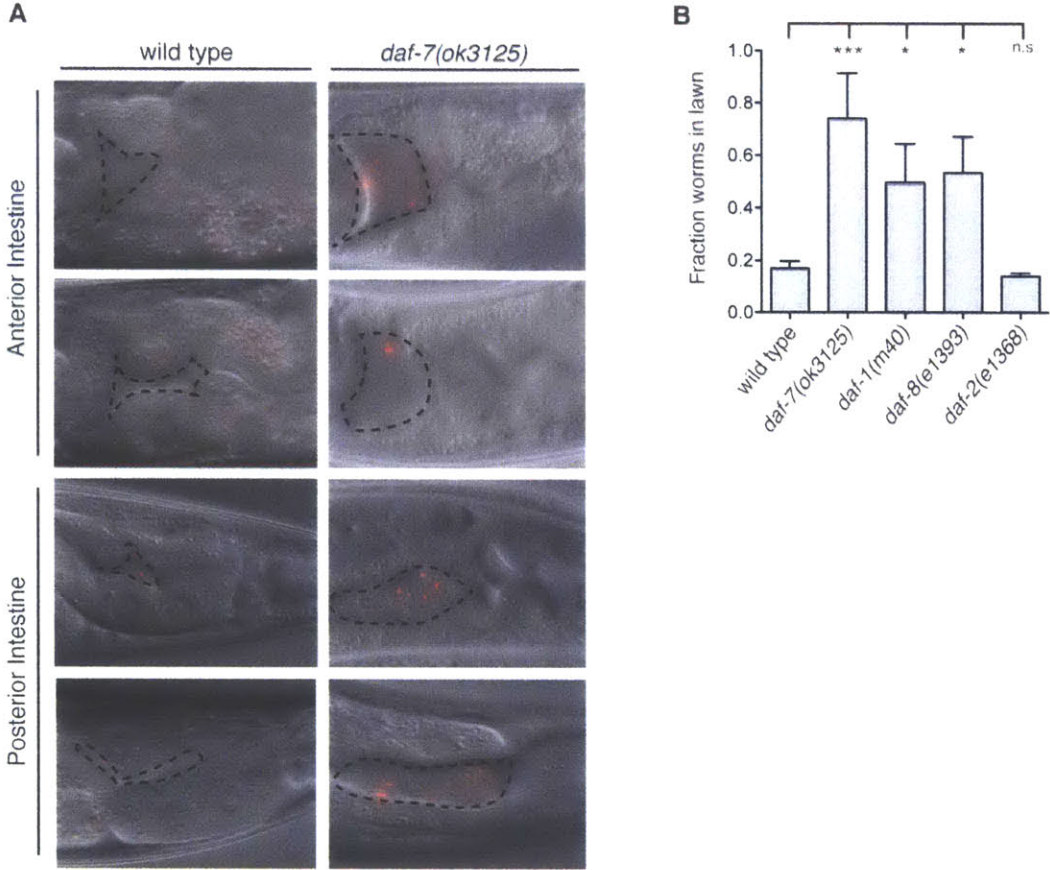 A
wild type
daf-7(ok3125)
Anterior Intestine
Posterior Intestine
B
***
*
*
n.s
Fraction worms in lawn
1.0
0.8
0.6
0.4
0.2
0.0
wild type
daf-7(ok3125)
daf-1(m40)
daf-8(e1393)
daf-2(e1368)